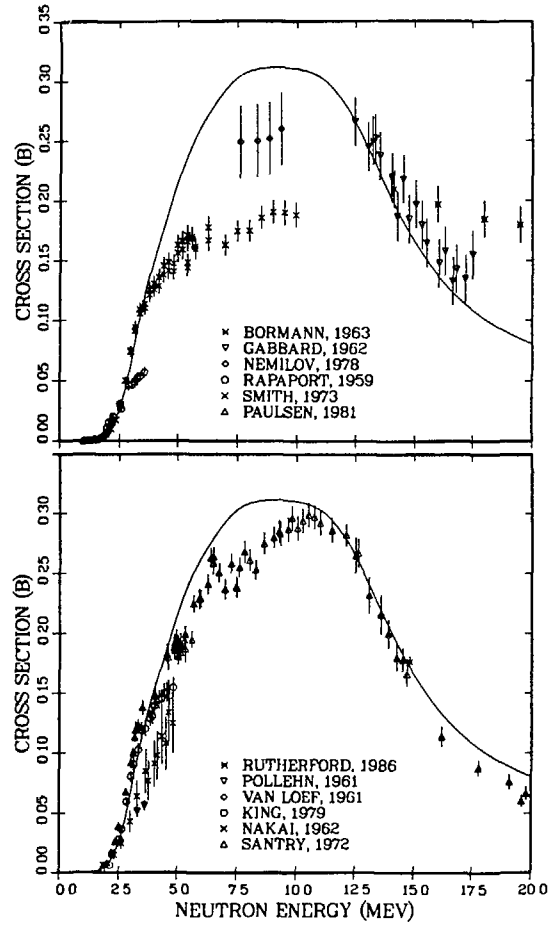 0.35
0.30
0.25
0.20
0.15
0.10
0.05
0.00
CROSS SECTION (B)
BORMANN, 1963
GABBARD, 1962
NEMILOV, 1978
RAPAPORT, 1959
SMITH, 1973
PAULSEN, 1981
0.30
0.25
0.20
0.15
0.10
0.05
0.00
CROSS SECTION (B)
RUTHERFORD, 1986
POLLEHN, 1961
VAN LOEF, 1961
KING, 1979
NAKAI, 1962
SANTRY, 1972
0.0 2.5 5.0 7.5 10.0 12.5 15.0 17.5 20.0
NEUTRON ENERGY (MEV)